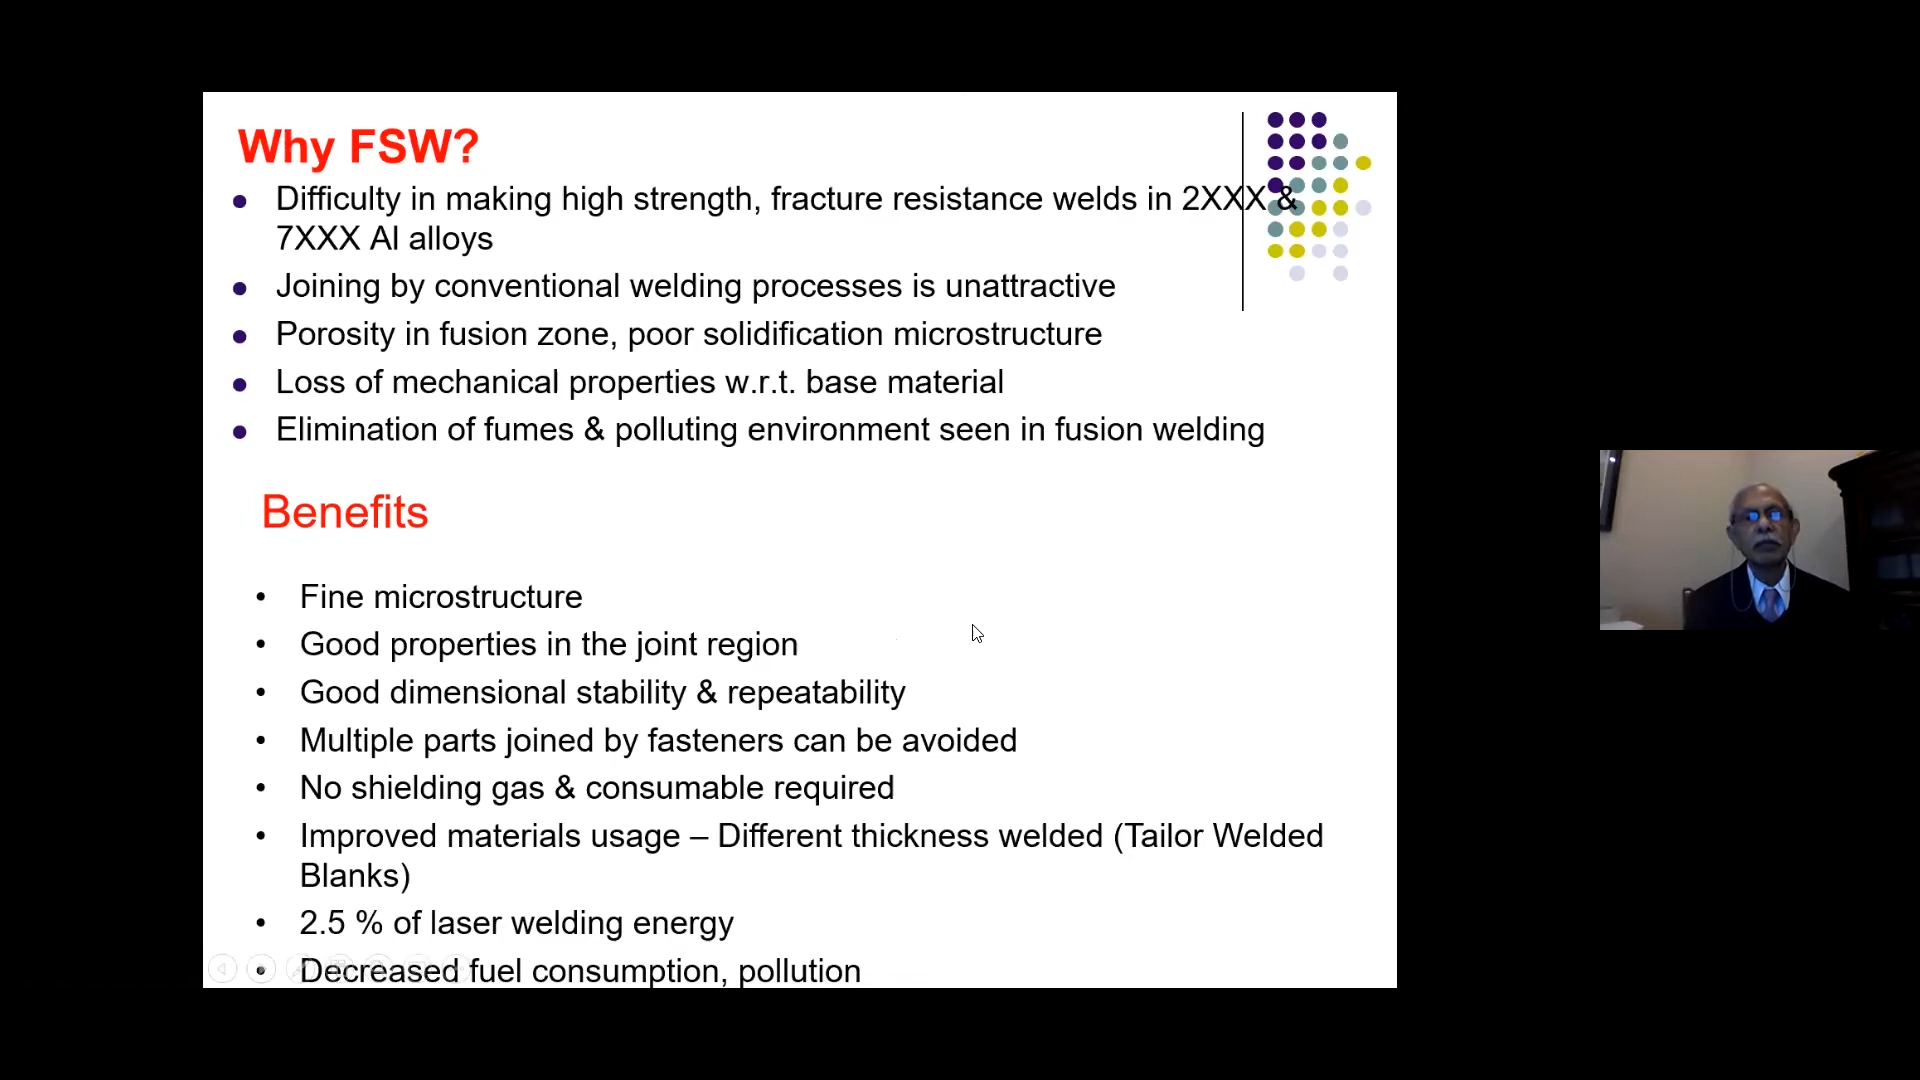 Why FSW?
Difficulty in making high strength, fracture resistance welds in 2XXX &
7XXX Al alloys
Joining by conventional welding processes is unattractive
Porosity in fusion zone, poor solidification microstructure
Loss of mechanical properties w.r.t. base material
Elimination of fumes & polluting environment seen in fusion welding
Benefits
Fine microstructure
Good properties in the joint region
Good dimensional stability & repeatability
Multiple parts joined by fasteners can be avoided
No shielding gas & consumable required
Improved materials usage – Different thickness welded (Tailor Welded
Blanks)
2.5 % of laser welding energy
Decreased fuel consumption, pollution